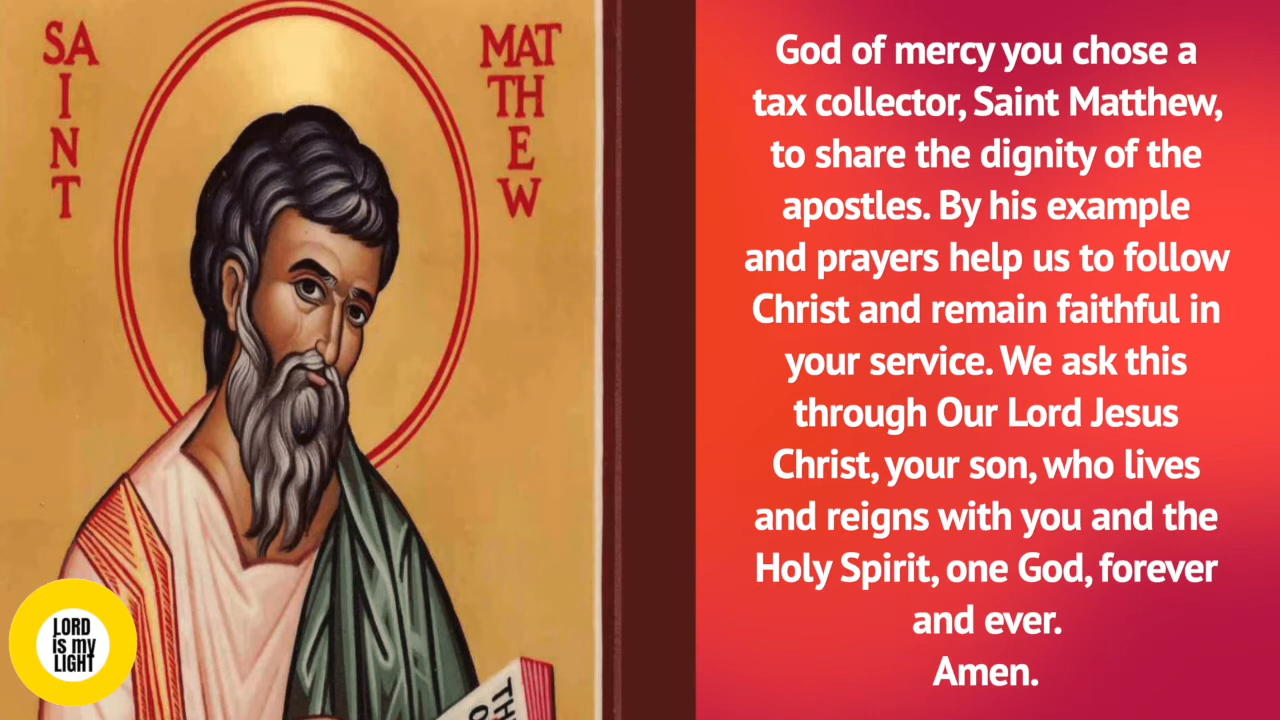 SA
I
N
T
MAT
TH
E
W
God of mercy you chose a
tax collector, Saint Matthew,
to share the dignity of the
apostles. By his example
and prayers help us to follow
Christ and remain faithful in
your service. We ask this
through Our Lord Jesus
Christ, your son, who lives
and reigns with you and the
Holy Spirit, one God, forever
and ever.
Amen.
LORD
is my
LIGHT